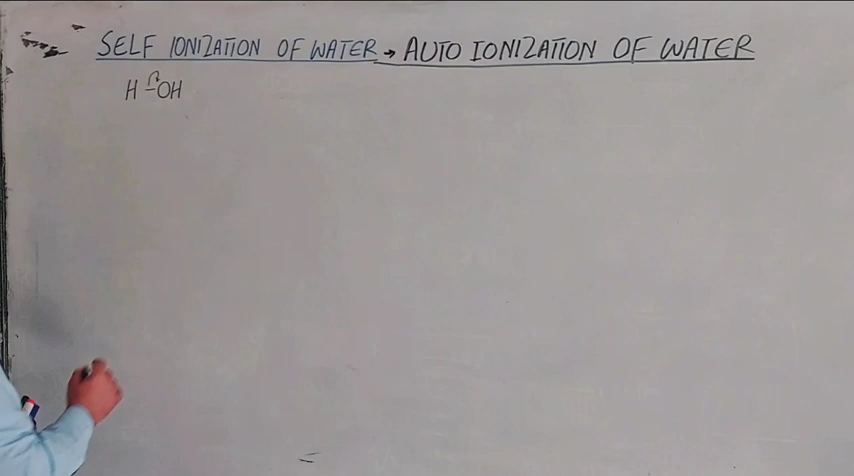 SELF IONIZATION OF WATER → AUTO IONIZATION OF WATER
H–OH